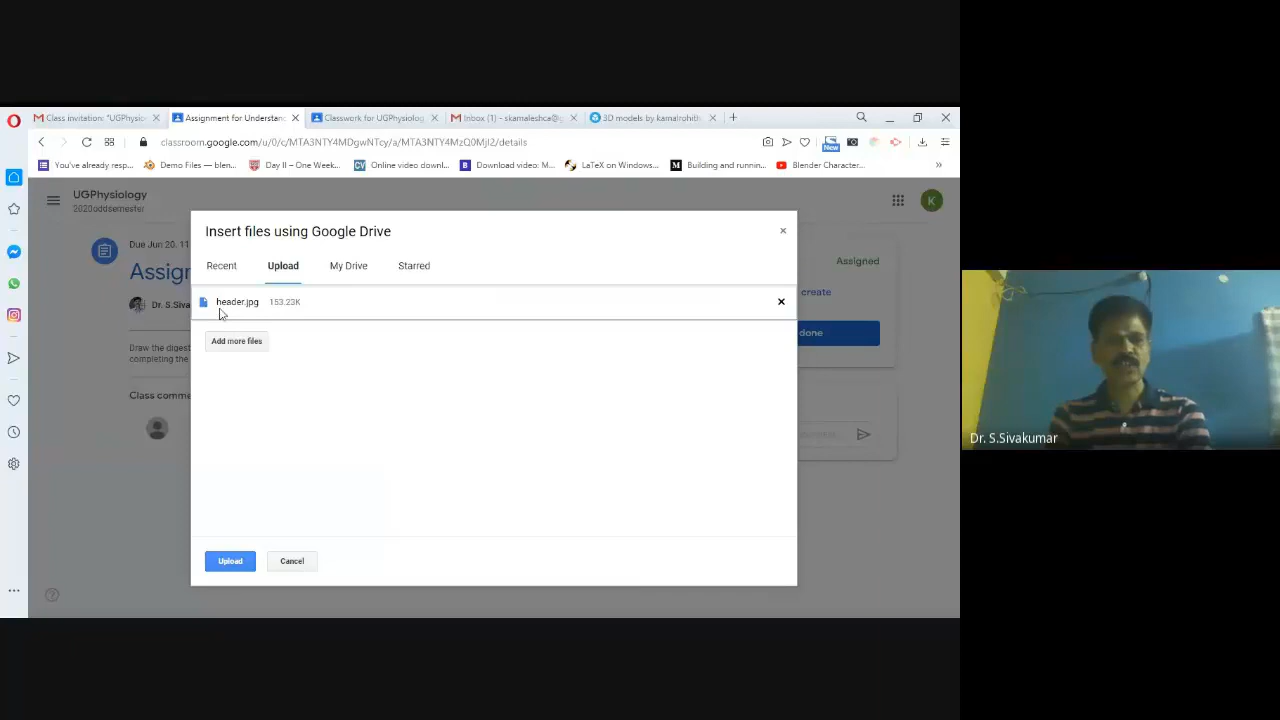 Class invitation: "UGPhysic
Assignment for Understan
Classwork for UGPhysiolog
Inbox (1) - skamaleshca@g
3D models by kamalrohith
classroom.google.com/u/0/c/MTA3NTY4MDgwNTcy/a/MTA3NTY4MzQ0MjI2/details
New
You've already resp...
Demo Files — blen...
Day II – One Week...
Online video downl...
Download video: M...
LaTeX on Windows...
Building and runnin...
Blender Character...
UGPhysiology
2020oddsemester
K
Due Jun 20, 11
Assign
Dr. S.Siva
Draw the digest
completing the
Class comme
Assigned
create
done
Insert files using Google Drive
Recent
Upload
My Drive
Starred
header.jpg 153.23K
Add more files
Upload
Cancel
Dr. S.Sivakumar